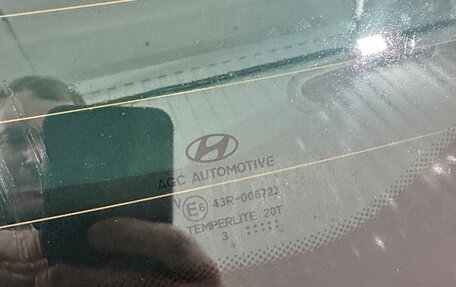 AGC AUTOMOTIVE
V E6 43R-006723
TEMPERLITE 20T
3